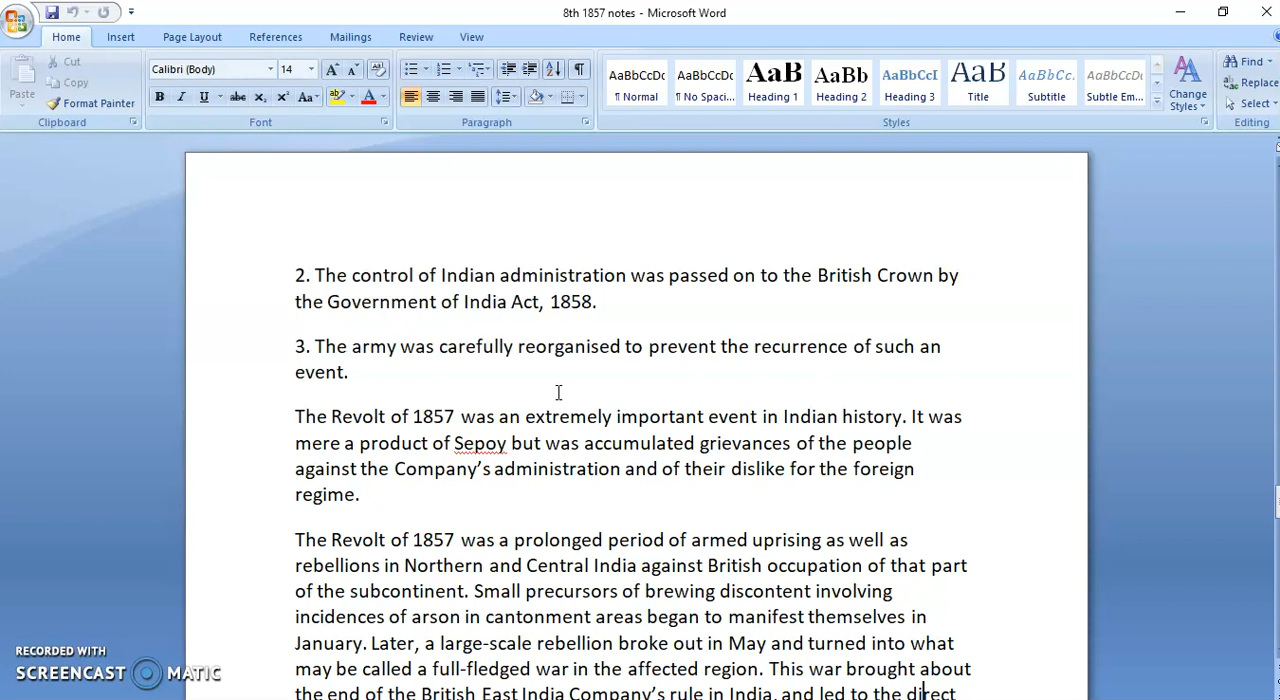 8th 1857 notes - Microsoft Word
Home Insert Page Layout References Mailings Review View
Paste
Cut
Copy
Format Painter
Clipboard
Calibri (Body) 14
Font
Paragraph
AaBbCcDc AaBbCcDc AaB AaBb AaBbCcI AaB AaBbCc. AaBbCcDc
¶ Normal ¶ No Spaci... Heading 1 Heading 2 Heading 3 Title Subtitle Subtle Em...
Styles
Change
Styles
Find
Replace
Select
Editing
2. The control of Indian administration was passed on to the British Crown by
the Government of India Act, 1858.
3. The army was carefully reorganised to prevent the recurrence of such an
event.
The Revolt of 1857 was an extremely important event in Indian history. It was
mere a product of Sepoy but was accumulated grievances of the people
against the Company’s administration and of their dislike for the foreign
regime.
The Revolt of 1857 was a prolonged period of armed uprising as well as
rebellions in Northern and Central India against British occupation of that part
of the subcontinent. Small precursors of brewing discontent involving
incidences of arson in cantonment areas began to manifest themselves in
January. Later, a large-scale rebellion broke out in May and turned into what
may be called a full-fledged war in the affected region. This war brought about
the end of the British East India Company’s rule in India, and led to the direct
RECORDED WITH
SCREENCAST MATIC